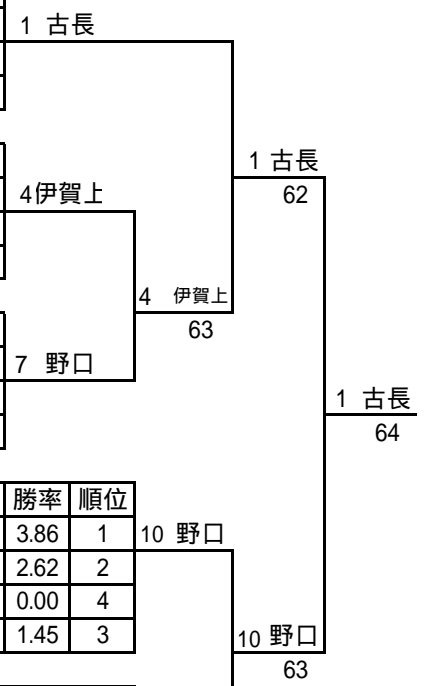 1 古長
1 古長
62
4伊賀上
4 伊賀上
63
7 野口
1 古長
64
勝率 順位
3.86 1
2.62 2
0.00 4
1.45 3
10 野口
10 野口
63